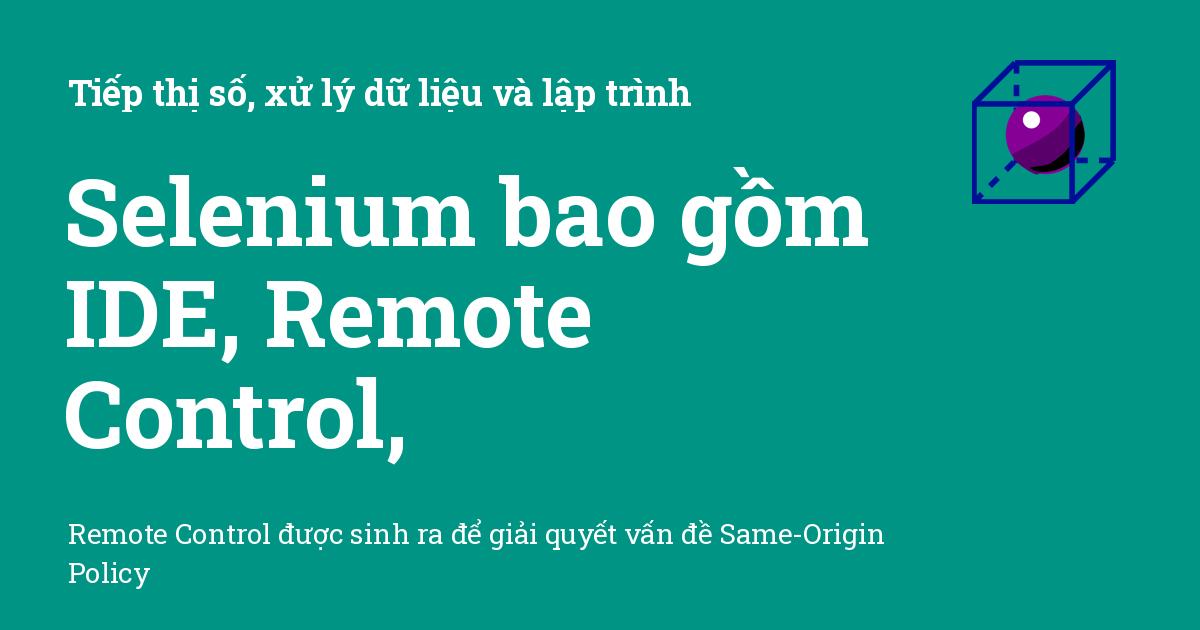 Tiếp thị số, xử lý dữ liệu và lập trình
Selenium bao gồm
IDE, Remote
Control,
Remote Control được sinh ra để giải quyết vấn đề Same-Origin
Policy